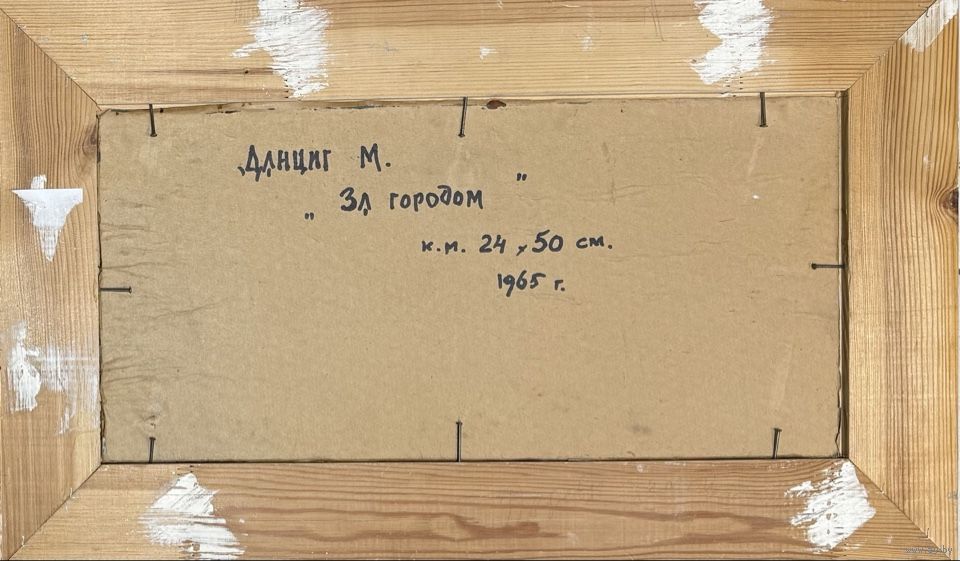 Данциг М.
„За городом"
к.м. 24 х 50 см.
1965 г.